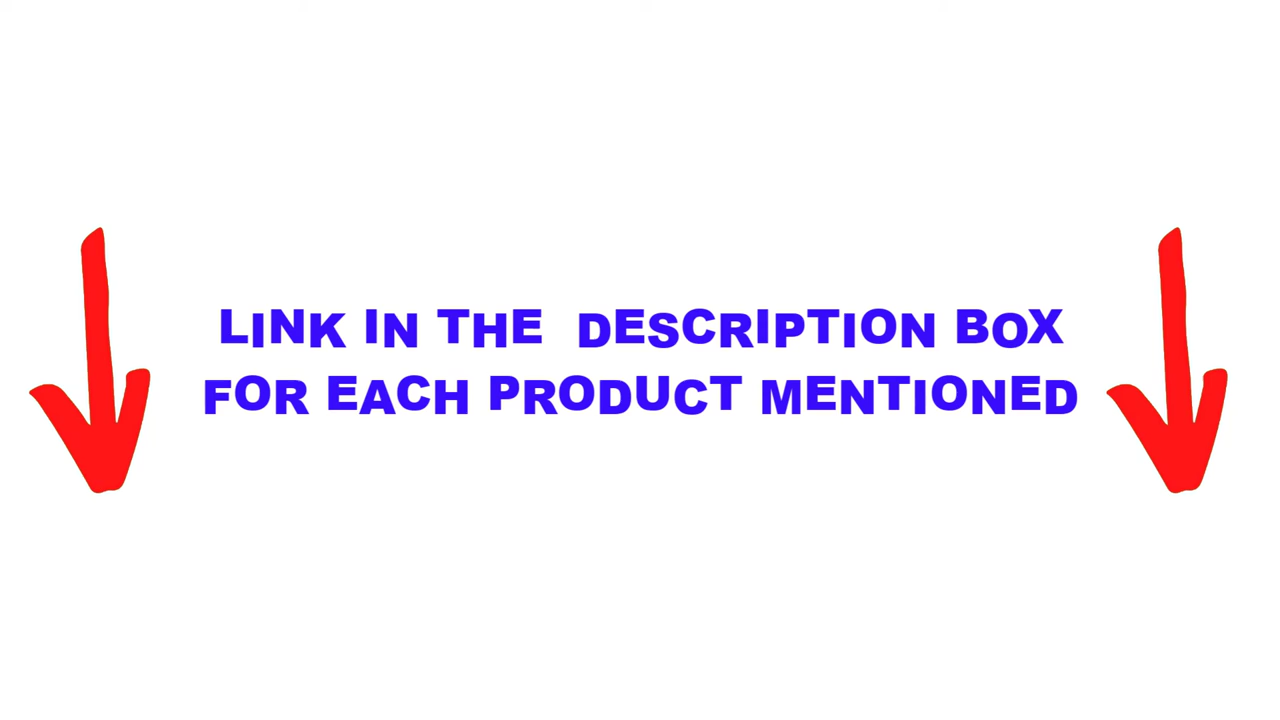 LINK IN THE  DESCRIPTION BOX
FOR EACH PRODUCT MENTIONED